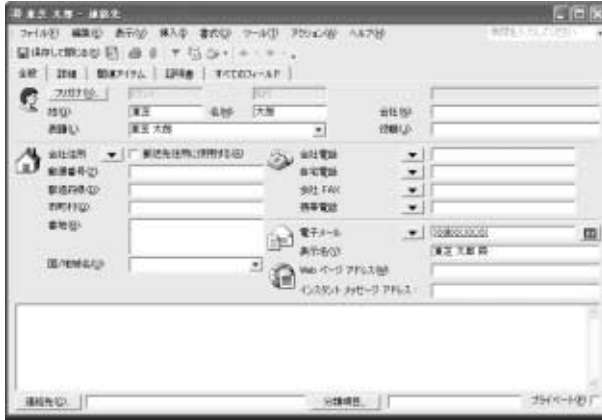 東芝 太郎 - 連絡先
ファイル(F) 編集(E) 表示(V) 挿入(I) 書式(O) ツール(T) アクション(A) ヘルプ(H)
保存して閉じる(S)
全般 詳細 関連アイテム 証明書 すべてのフィールド
フリガナ(G)...
姓(J) 東芝 名(M) 太郎 会社(P)
表題(L) 東芝 太郎 役職(J)
会社住所 郵送先住所に使用する(B) 会社電話
郵便番号(Z) 自宅電話
都道府県(D) 会社 FAX
市町村(Q) 携帯電話
番地(B)
電子メール
表示名(Y) 東芝 太郎
国/地域名(U)
Web ページ アドレス(W)
インスタント メッセージ アドレス
連絡先(C)... 分類項目... プライベート(R)